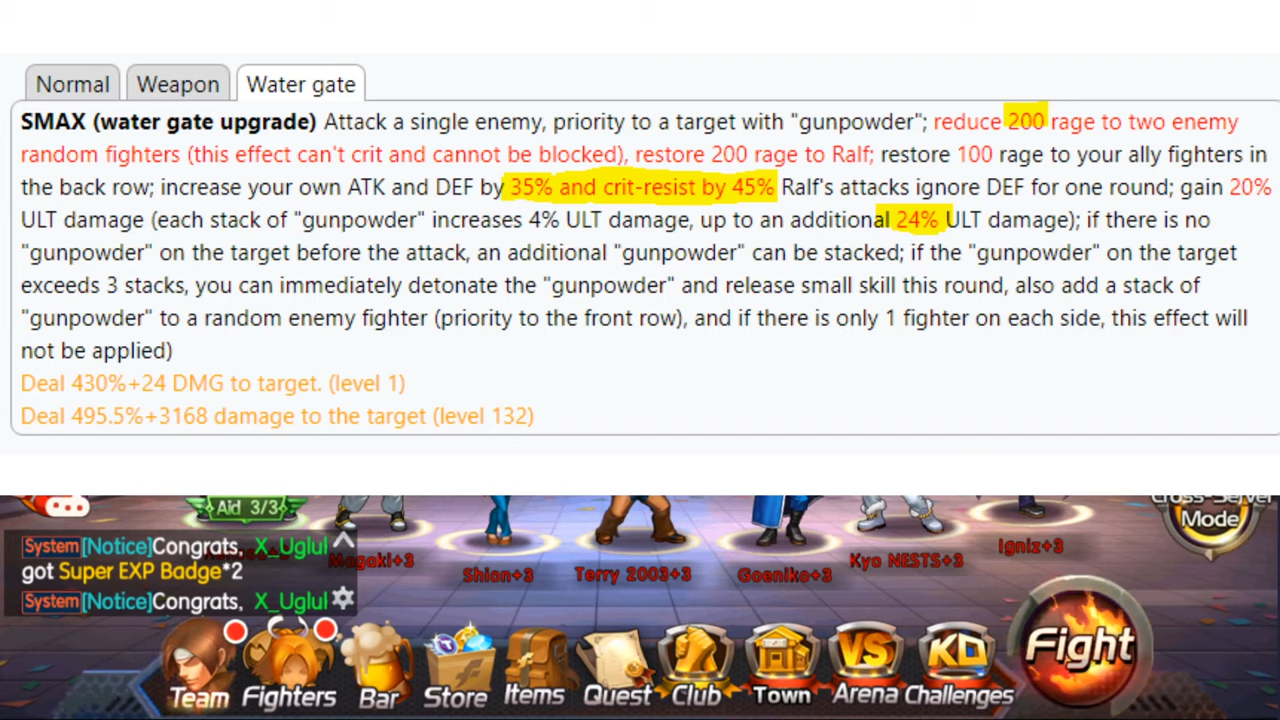 Normal Weapon Water gate
SMAX (water gate upgrade) Attack a single enemy, priority to a target with "gunpowder"; reduce 200 rage to two enemy
random fighters (this effect can't crit and cannot be blocked), restore 200 rage to Ralf; restore 100 rage to your ally fighters in
the back row; increase your own ATK and DEF by 35% and crit-resist by 45% Ralf's attacks ignore DEF for one round; gain 20%
ULT damage (each stack of "gunpowder" increases 4% ULT damage, up to an additional 24% ULT damage); if there is no
"gunpowder" on the target before the attack, an additional "gunpowder" can be stacked; if the "gunpowder" on the target
exceeds 3 stacks, you can immediately detonate the "gunpowder" and release small skill this round, also add a stack of
"gunpowder" to a random enemy fighter (priority to the front row), and if there is only 1 fighter on each side, this effect will
not be applied)
Deal 430%+24 DMG to target. (level 1)
Deal 495.5%+3168 damage to the target (level 132)
Aid 3/3
Cross-Server
Mode
System [Notice]Congrats, X_Uglul
got Super EXP Badge*2
System [Notice]Congrats, X_Uglul
Magaki+3
Shion+3
Terry 2003+3
Goeniko+3
Kyo NESTS+3
Igniz+3
VS KO Fight
Team Fighters Bar Store Items Quest Club Town Arena Challenges